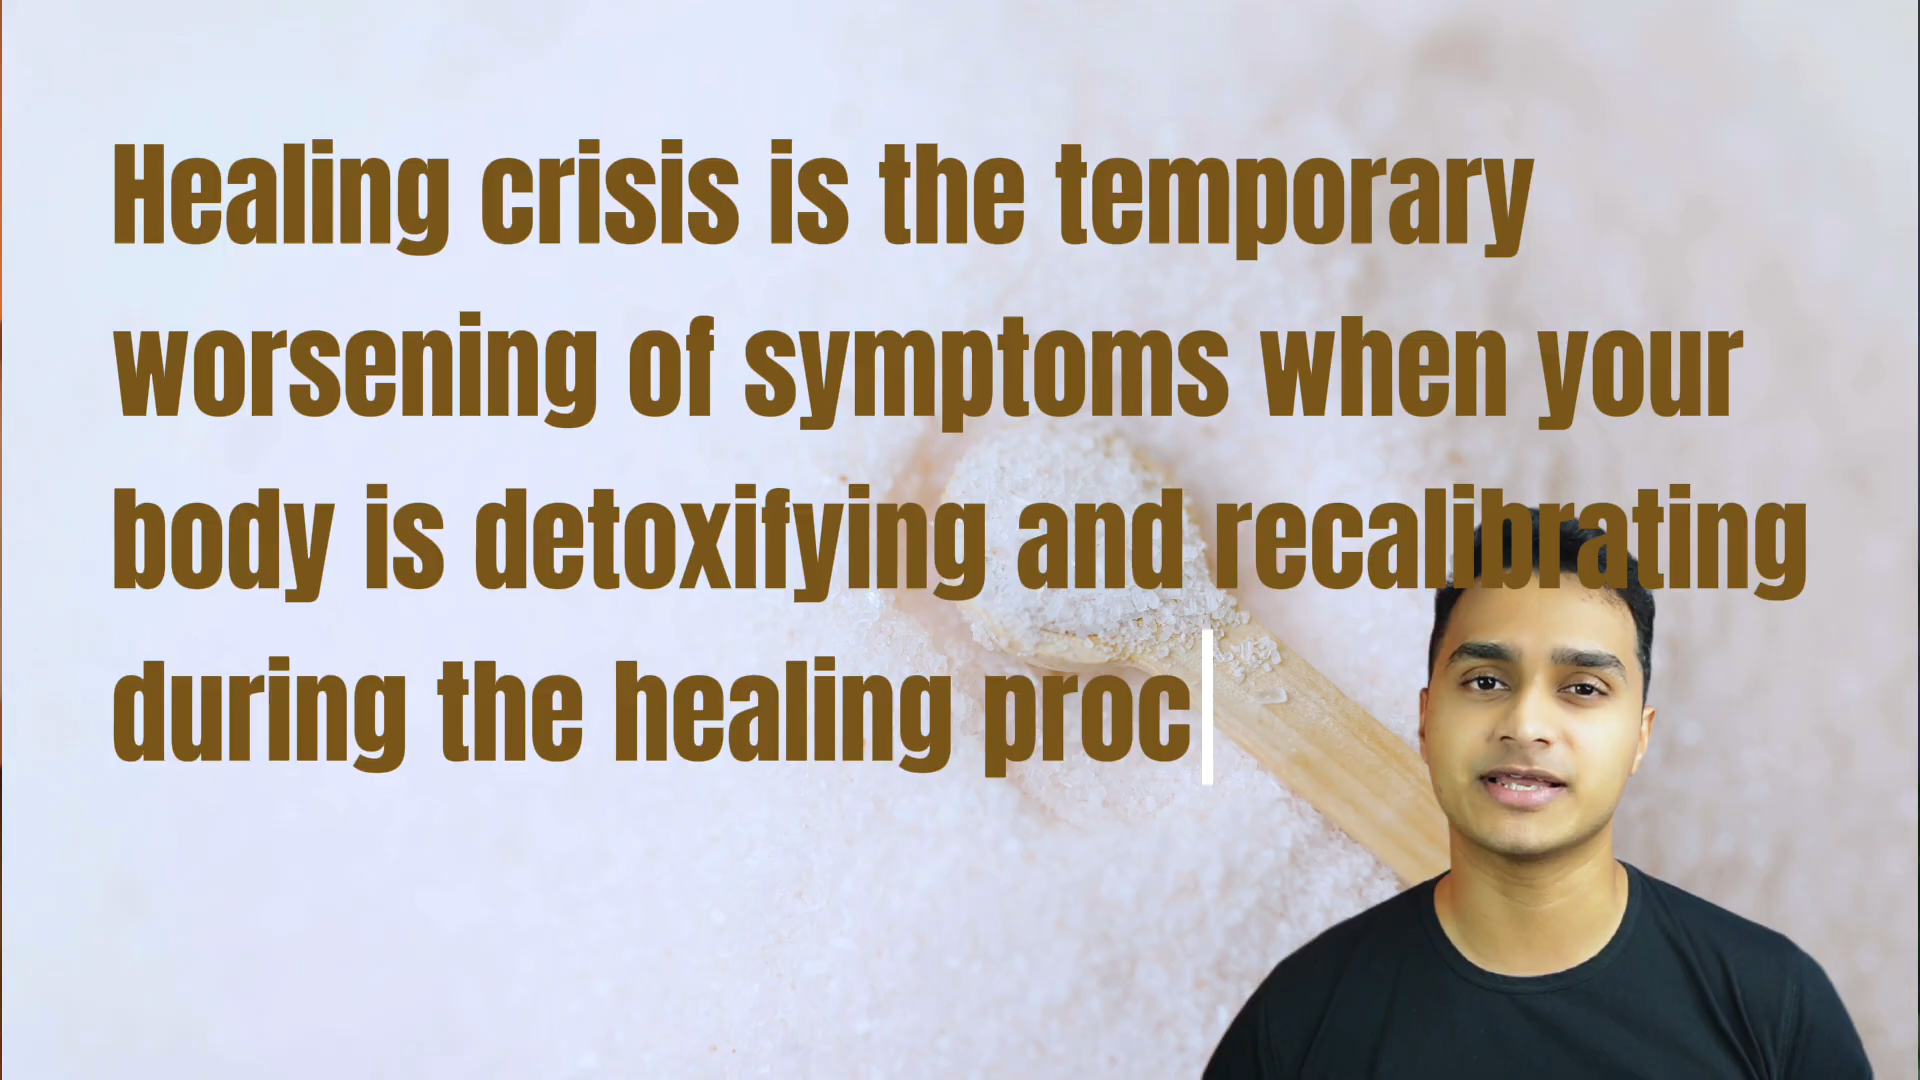 Healing crisis is the temporary
worsening of symptoms when your
body is detoxifying and recalibrating
during the healing proc